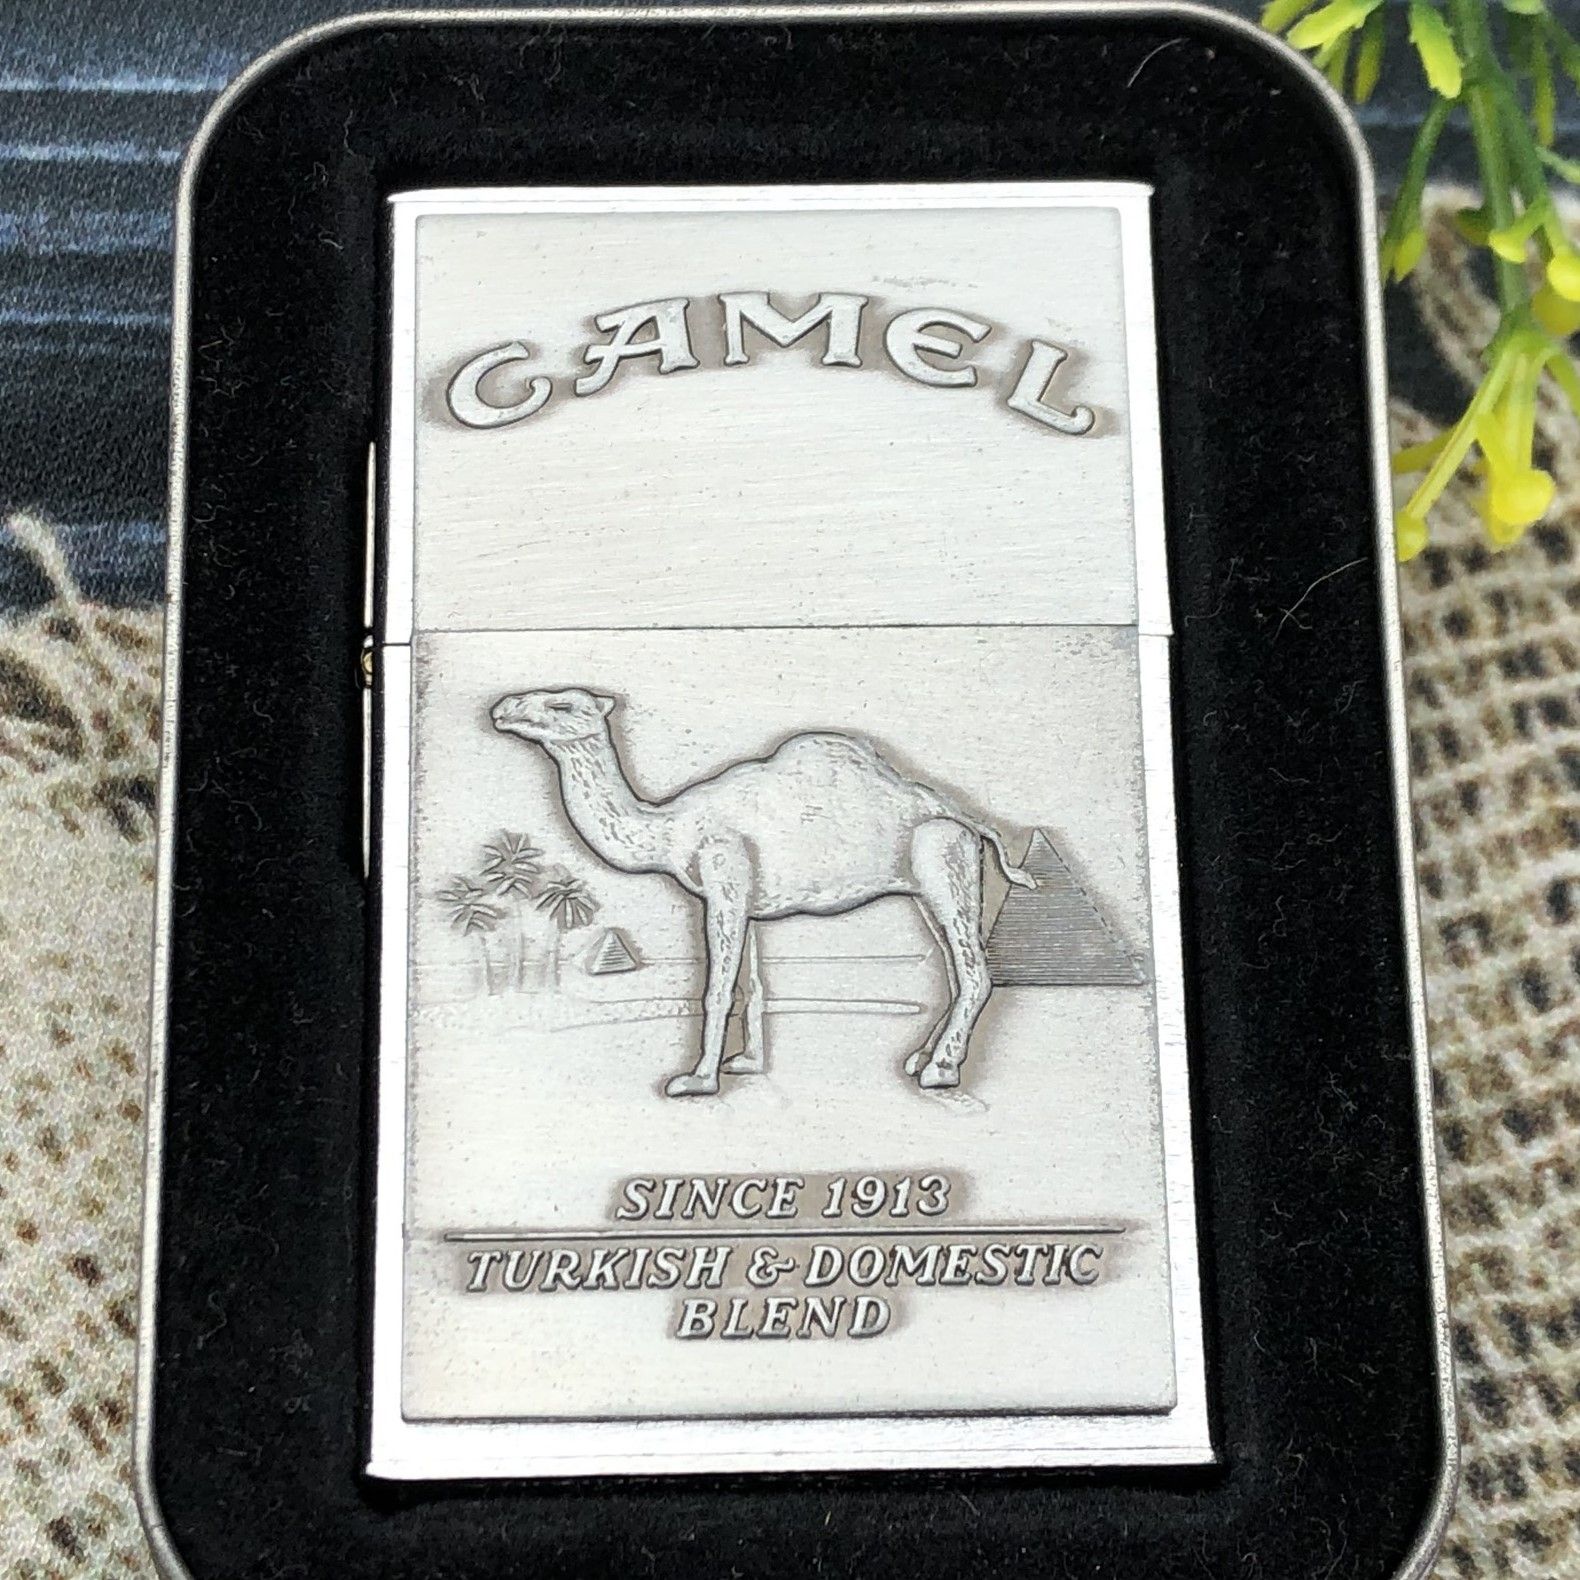 CAMEL
SINCE 1913
TURKISH & DOMESTIC
BLEND